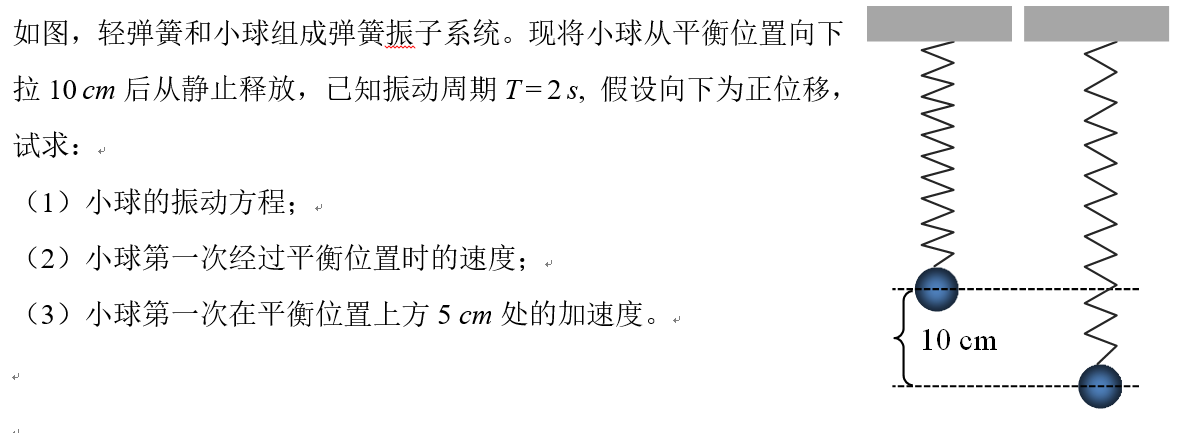 如图，轻弹簧和小球组成弹簧振子系统。现将小球从平衡位置向下
拉 10 cm 后从静止释放，已知振动周期 T = 2 s, 假设向下为正位移，
试求：
（1）小球的振动方程；
（2）小球第一次经过平衡位置时的速度；
（3）小球第一次在平衡位置上方 5 cm 处的加速度。
10 cm